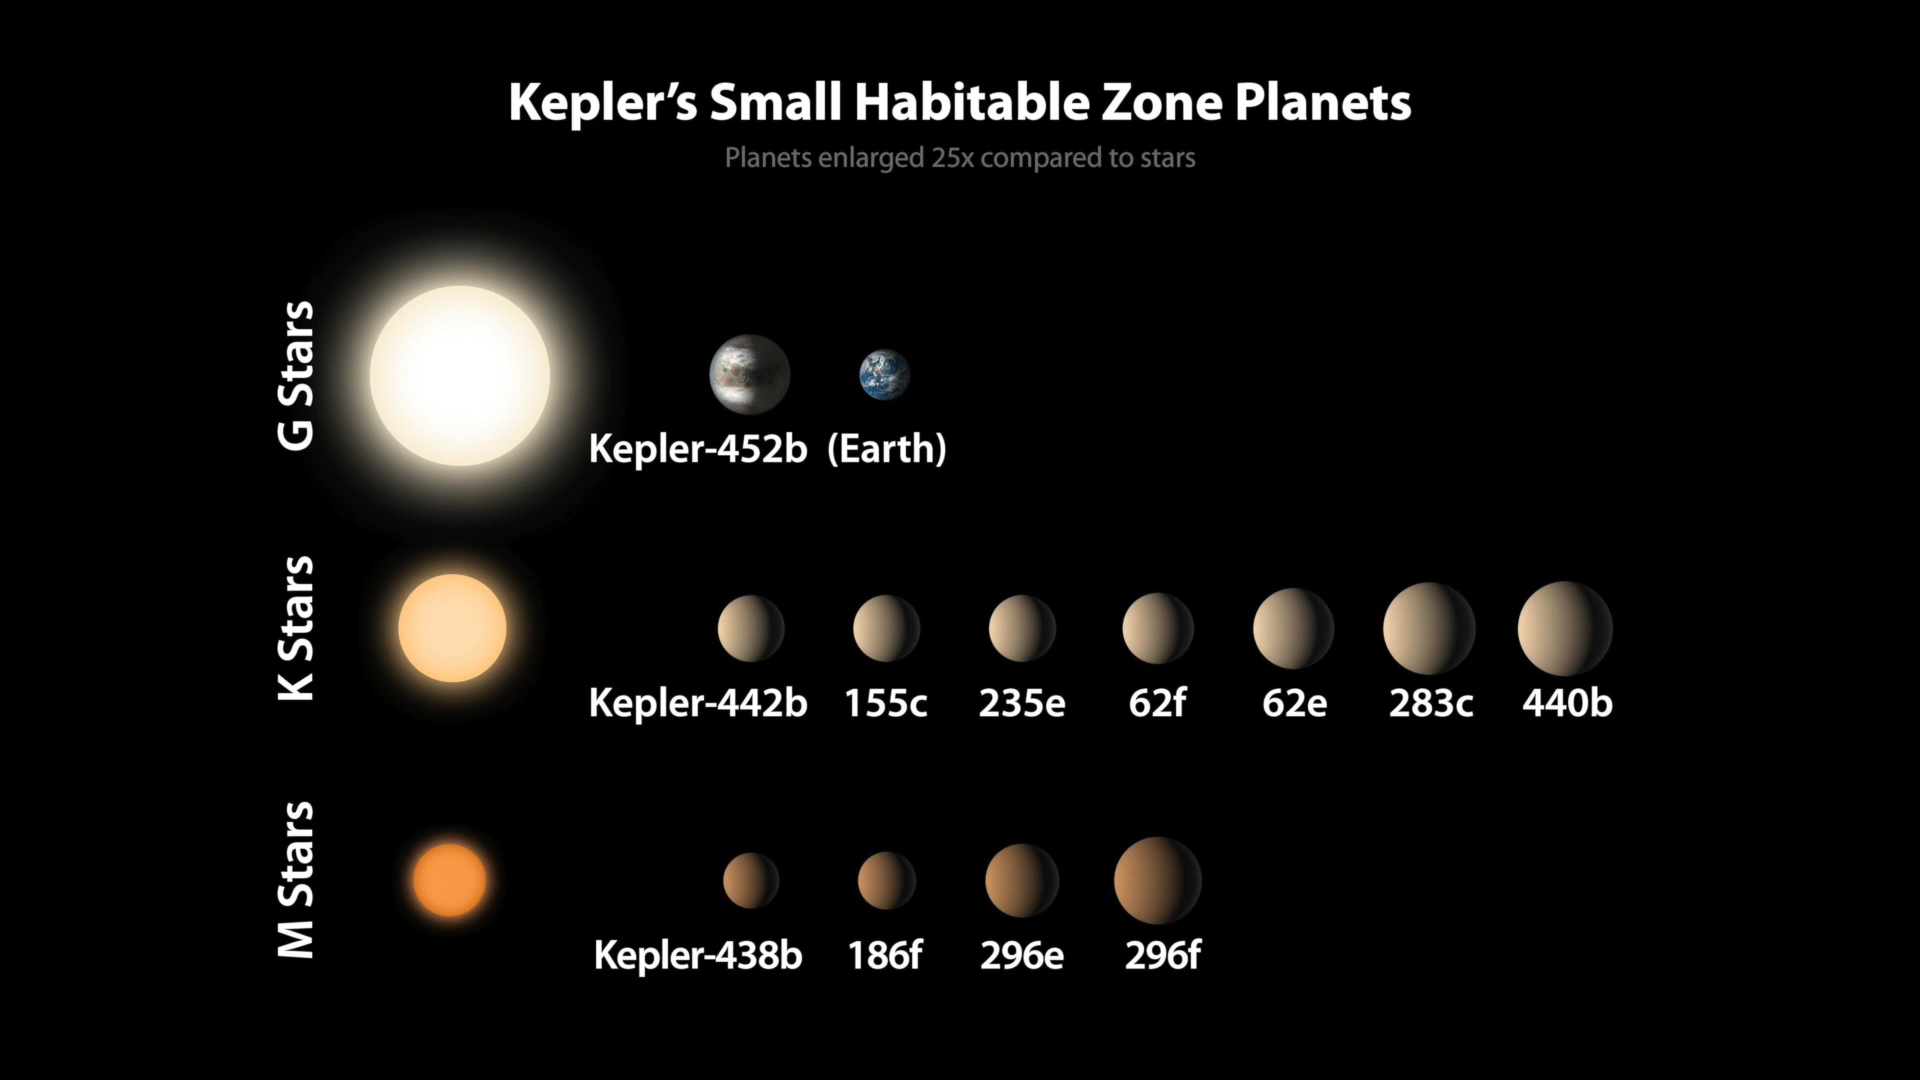 Kepler's Small Habitable Zone Planets
Planets enlarged 25x compared to stars
G Stars
Kepler-452b (Earth)
K Stars
Kepler-442b 155c 235e 62f 62e 283c 440b
M Stars
Kepler-438b 186f 296e 296f